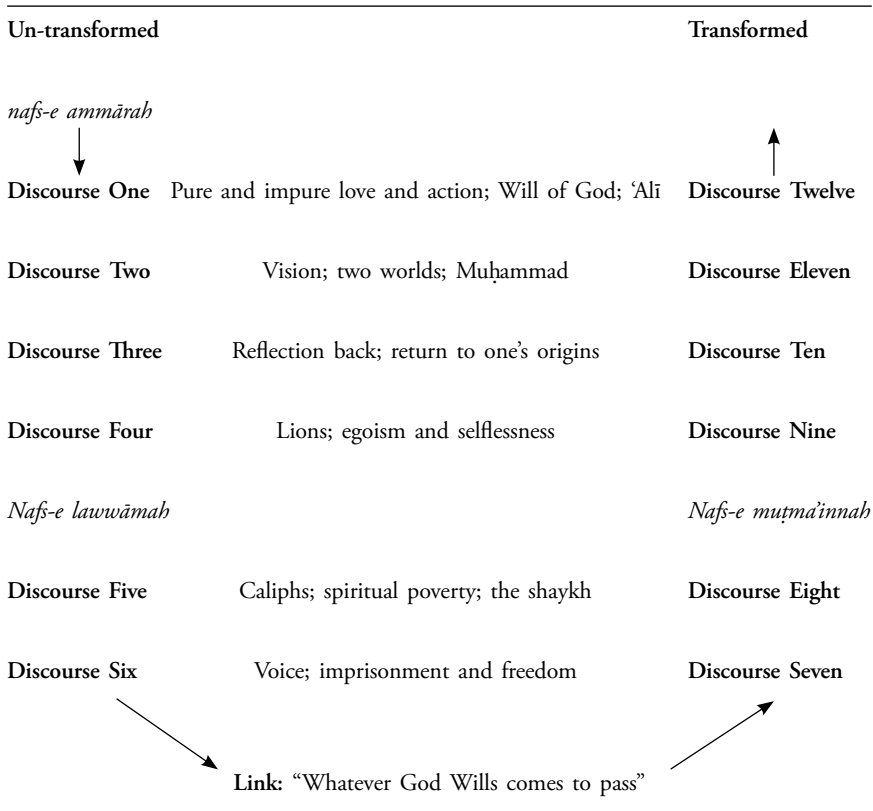 Un-transformed Transformed
nafs-e ammārah
Discourse One Pure and impure love and action; Will of God; ‘Alī Discourse Twelve
Discourse Two Vision; two worlds; Muḥammad Discourse Eleven
Discourse Three Reflection back; return to one’s origins Discourse Ten
Discourse Four Lions; egoism and selflessness Discourse Nine
Nafs-e lawwāmah Nafs-e muṭma’innah
Discourse Five Caliphs; spiritual poverty; the shaykh Discourse Eight
Discourse Six Voice; imprisonment and freedom Discourse Seven
Link: “Whatever God Wills comes to pass”